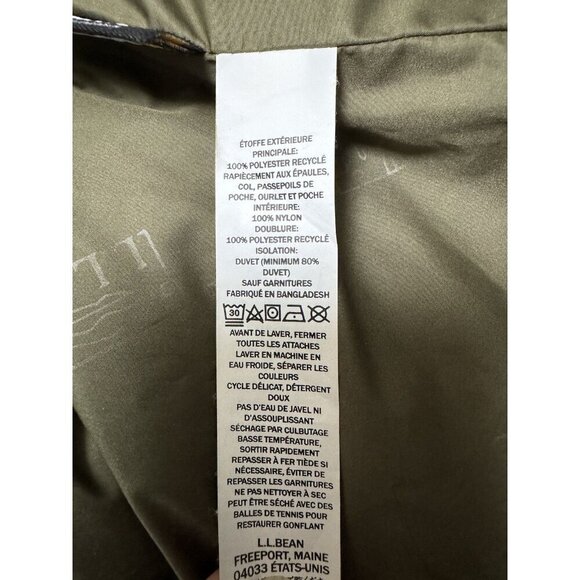 ÉTOFFE EXTÉRIEURE
PRINCIPALE:
100% POLYESTER RECYCLÉ
RAPIÈCEMENT AUX ÉPAULES,
COL, PASSEPOILS DE
POCHE, OURLET ET POCHE
INTÉRIEURE:
100% NYLON
DOUBLURE:
100% POLYESTER RECYCLÉ
ISOLATION:
DUVET (MINIMUM 80%
DUVET)
SAUF GARNITURES
FABRIQUÉ EN BANGLADESH
30
AVANT DE LAVER, FERMER
TOUTES LES ATTACHES
LAVER EN MACHINE EN
EAU FROIDE, SÉPARER LES
COULEURS
CYCLE DÉLICAT, DÉTERGENT
DOUX
PAS D'EAU DE JAVEL NI
D'ASSOUPLISSANT
SÉCHAGE PAR CULBUTAGE
BASSE TEMPÉRATURE,
SORTIR RAPIDEMENT
REPASSER À FER TIÈDE SI
NÉCESSAIRE, ÉVITER DE
REPASSER LES GARNITURES
NE PAS NETTOYER À SEC
PEUT ÊTRE SÉCHÉ AVEC DES
BALLES DE TENNIS POUR
RESTAURER GONFLANT
L.L.BEAN
FREEPORT, MAINE
04033 ÉTATS-UNIS